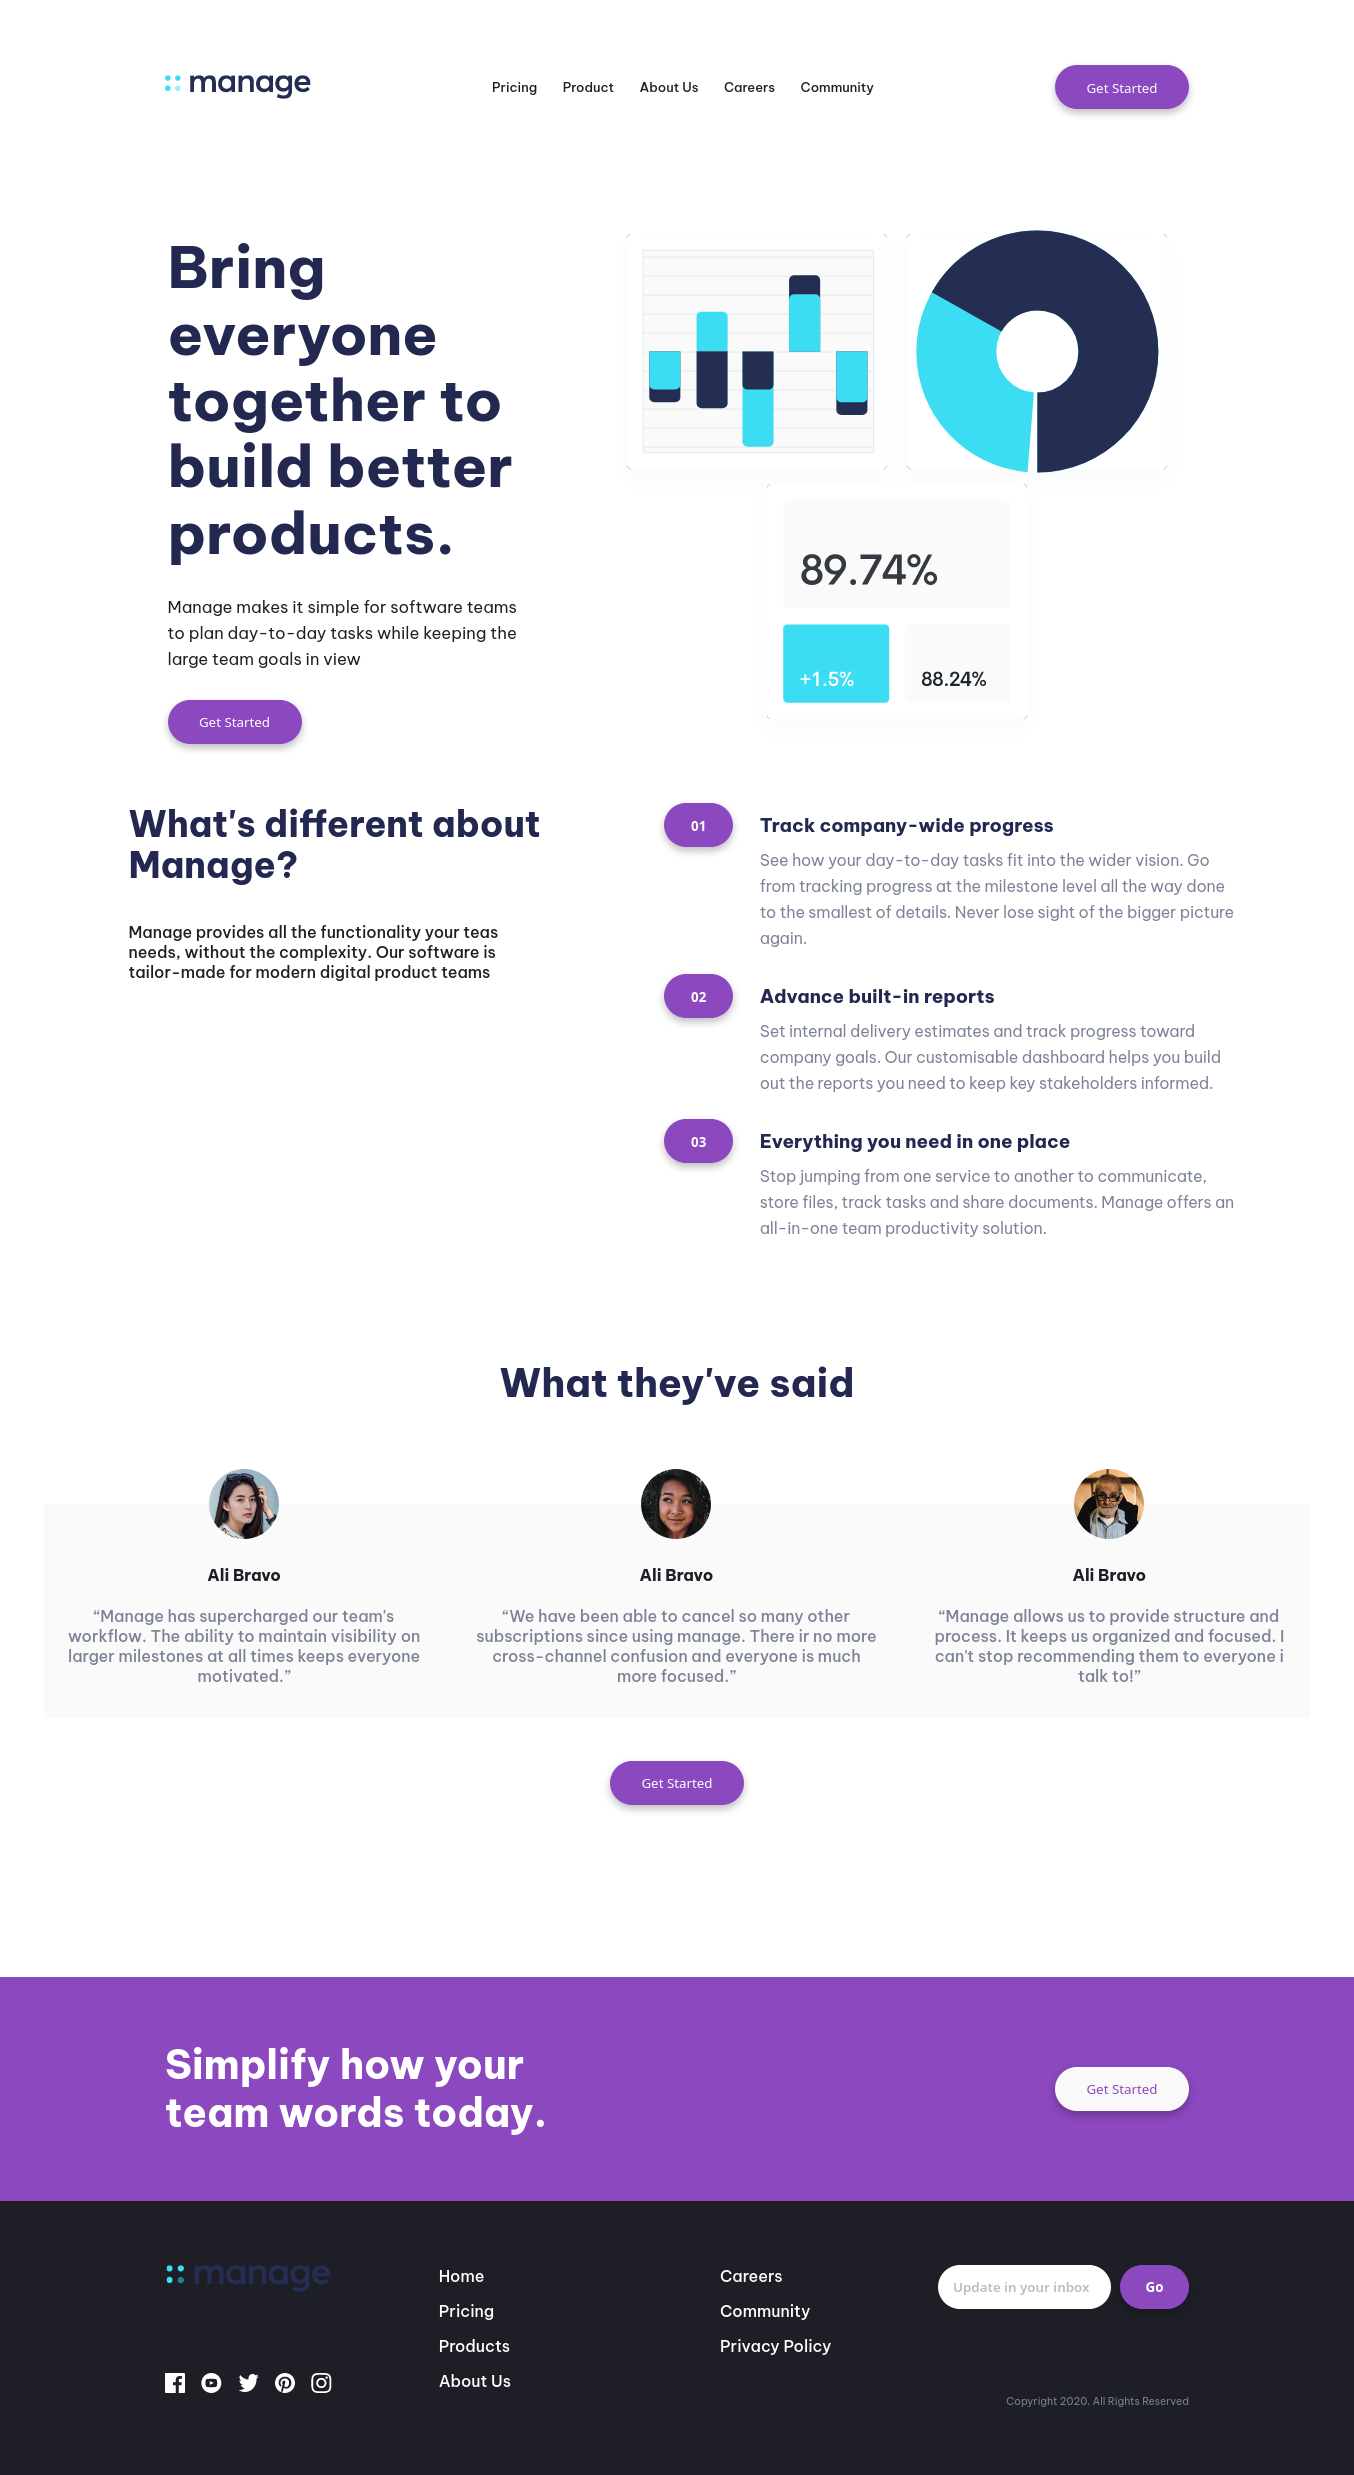 manage
Pricing Product About Us Careers Community
Get Started
Bring
everyone
together to
build better
products.
Manage makes it simple for software teams
to plan day-to-day tasks while keeping the
large team goals in view
Get Started
89.74%
+1.5% 88.24%
What's different about
Manage?
Manage provides all the functionality your teas
needs, without the complexity. Our software is
tailor-made for modern digital product teams
01 Track company-wide progress
See how your day-to-day tasks fit into the wider vision. Go
from tracking progress at the milestone level all the way done
to the smallest of details. Never lose sight of the bigger picture
again.
02 Advance built-in reports
Set internal delivery estimates and track progress toward
company goals. Our customisable dashboard helps you build
out the reports you need to keep key stakeholders informed.
03 Everything you need in one place
Stop jumping from one service to another to communicate,
store files, track tasks and share documents. Manage offers an
all-in-one team productivity solution.
What they've said
Ali Bravo
“Manage has supercharged our team's
workflow. The ability to maintain visibility on
larger milestones at all times keeps everyone
motivated.”
Ali Bravo
“We have been able to cancel so many other
subscriptions since using manage. There ir no more
cross-channel confusion and everyone is much
more focused.”
Ali Bravo
“Manage allows us to provide structure and
process. It keeps us organized and focused. I
can't stop recommending them to everyone i
talk to!”
Get Started
Simplify how your
team words today.
Get Started
manage
Home
Pricing
Products
About Us
Careers
Community
Privacy Policy
Update in your inbox Go
Copyright 2020. All Rights Reserved